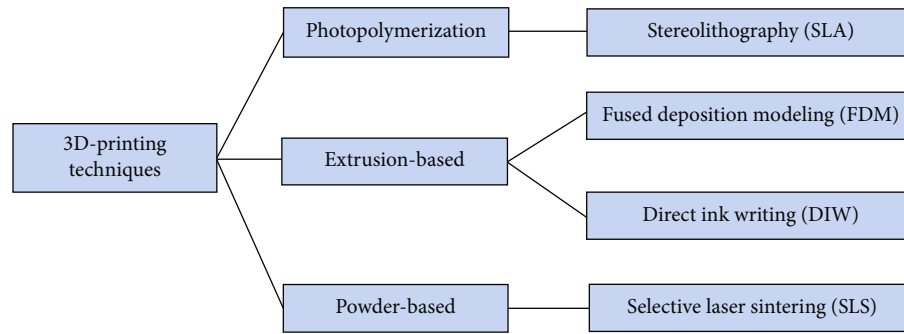 Photopolymerization
Stereolithography (SLA)
Fused deposition modeling (FDM)
3D-printing
techniques
Extrusion-based
Direct ink writing (DIW)
Powder-based
Selective laser sintering (SLS)